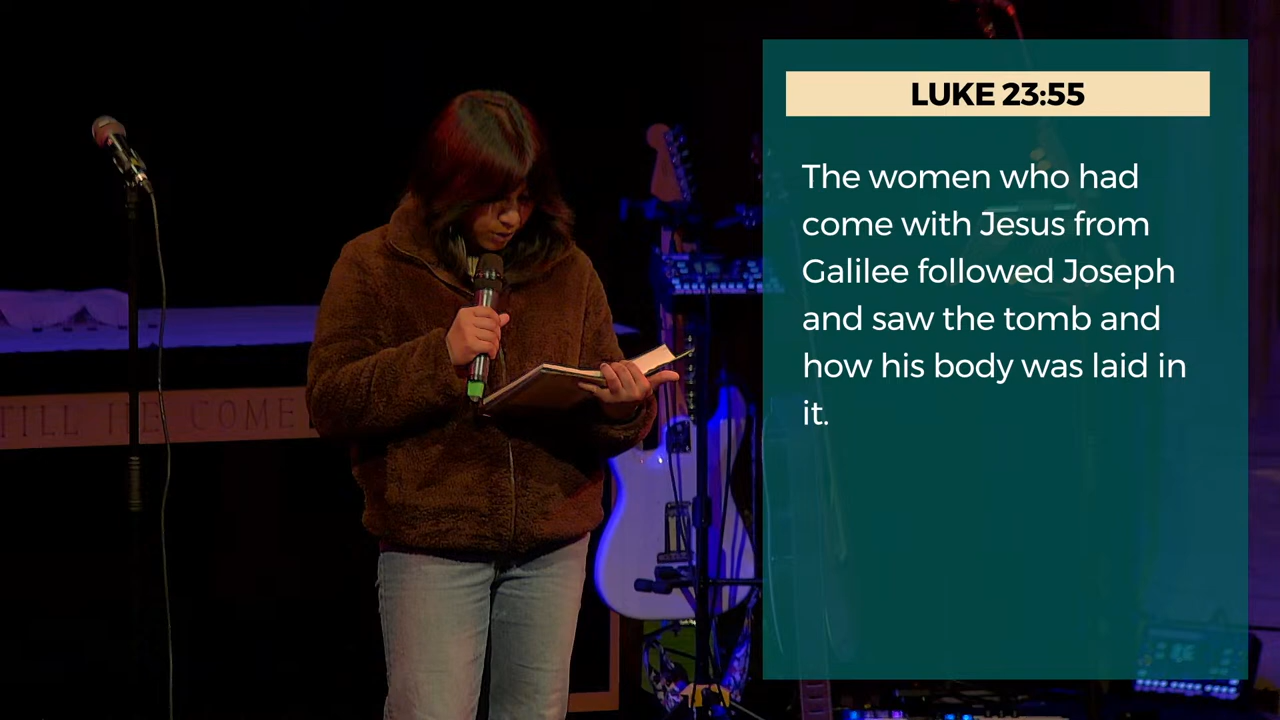 LUKE 23:55
The women who had
come with Jesus from
Galilee followed Joseph
and saw the tomb and
how his body was laid in
it.
TILL HE COME